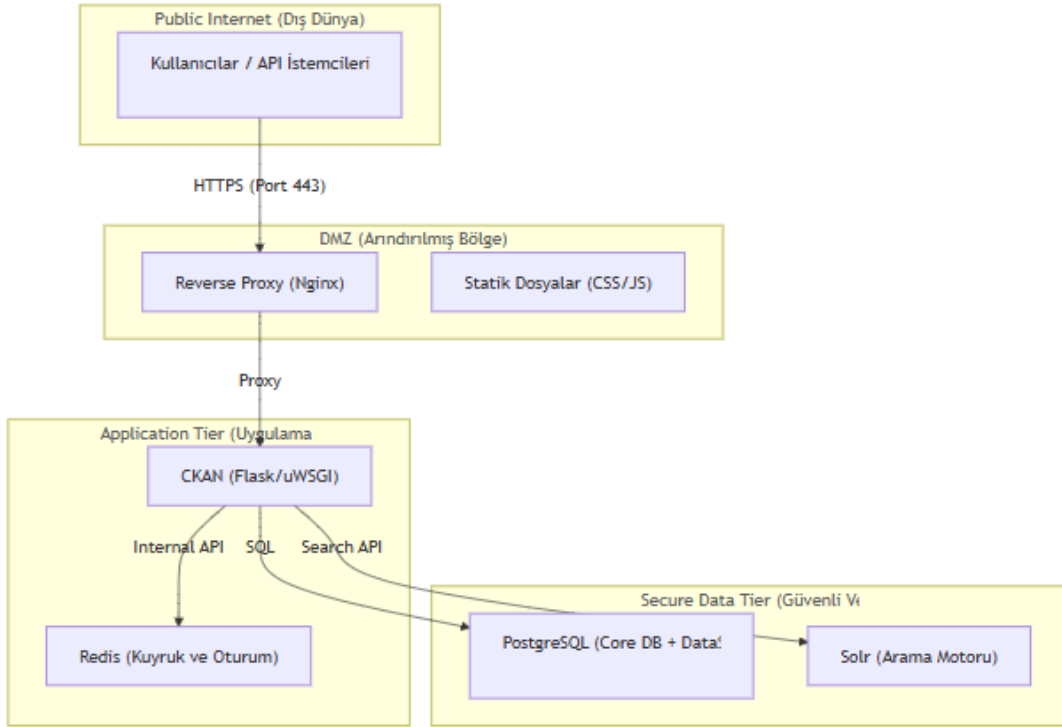 Public Internet (Dış Dünya)
Kullanıcılar / API İstemcileri
HTTPS (Port 443)
DMZ (Arındırılmış Bölge)
Reverse Proxy (Nginx)
Statik Dosyalar (CSS/JS)
Proxy
Application Tier (Uygulama
CKAN (Flask/uWSGI)
Internal API
SQL
Search API
Redis (Kuyruk ve Oturum)
Secure Data Tier (Güvenli Ve
PostgreSQL (Core DB + Data
Solr (Arama Motoru)